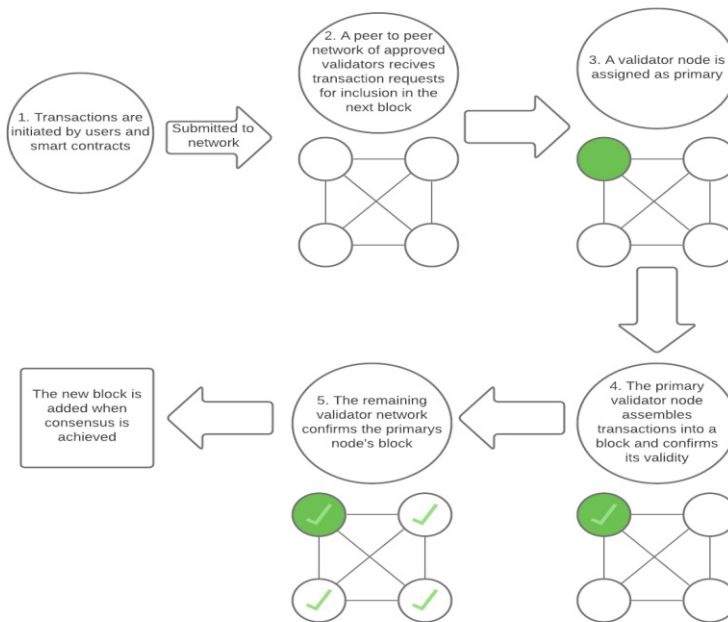 1. Transactions are
initiated by users and
smart contracts
Submitted to
network
2. A peer to peer
network of approved
validators recives
transaction requests
for inclusion in the
next block
3. A validator node is
assigned as primary
4. The primary
validator node
assembles
transactions into a
block and confirms
its validity
5. The remaining
validator network
confirms the primarys
node's block
The new block is
added when
consensus is
achieved